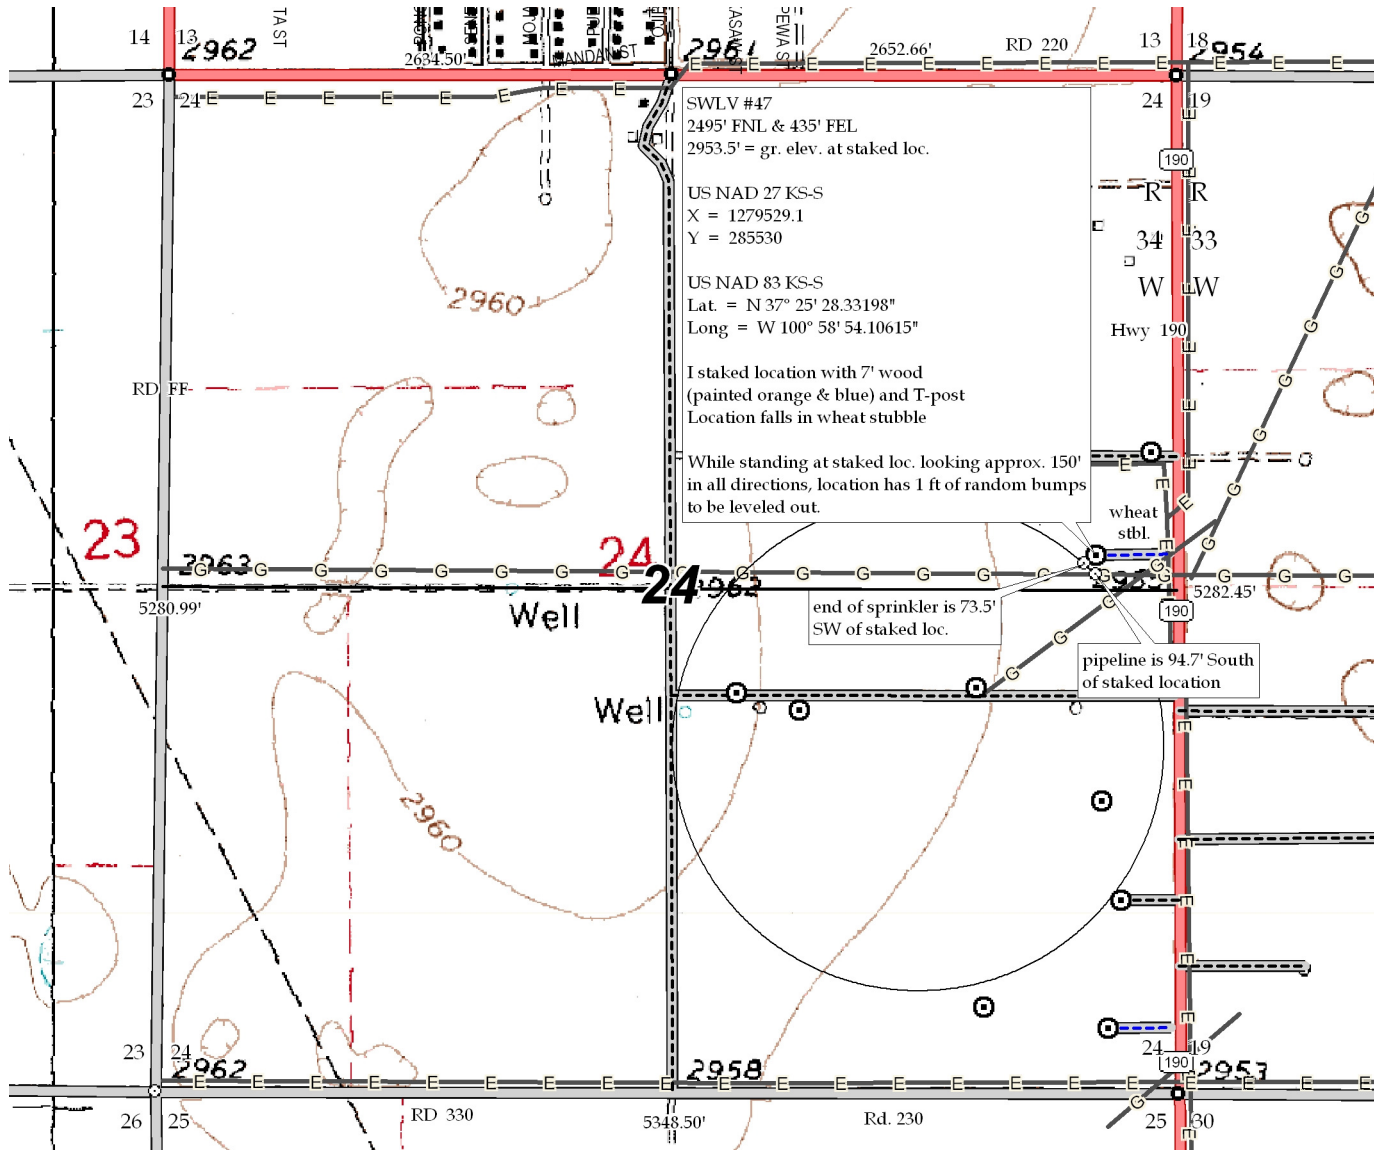 TA ST
MANDAN ST
PEWA ST
14 13
2962
2634.50'
2961
2652.66'
RD 220
13 18
2954
23 24
24 19
SWLV #47
2495' FNL & 435' FEL
2953.5' = gr. elev. at staked loc.
US NAD 27 KS-S
X = 1279529.1
Y = 285530
US NAD 83 KS-S
Lat. = N 37° 25' 28.33198"
Long = W 100° 58' 54.10615"
I staked location with 7' wood
(painted orange & blue) and T-post
Location falls in wheat stubble
While standing at staked loc. looking approx. 150'
in all directions, location has 1 ft of random bumps
to be leveled out.
190
R R
34 33
W W
Hwy 190
2960
RD FF
wheat
stbl.
23
24
2963
24
2962
5280.99'
Well
end of sprinkler is 73.5'
SW of staked loc.
190
5282.45'
pipeline is 94.7' South
of staked location
Well
2960
23 24
2962
2958
24 19
190
2953
26 25
RD 330
5348.50'
Rd. 230
25 30
E E E E E E E E
G G G G G G G G